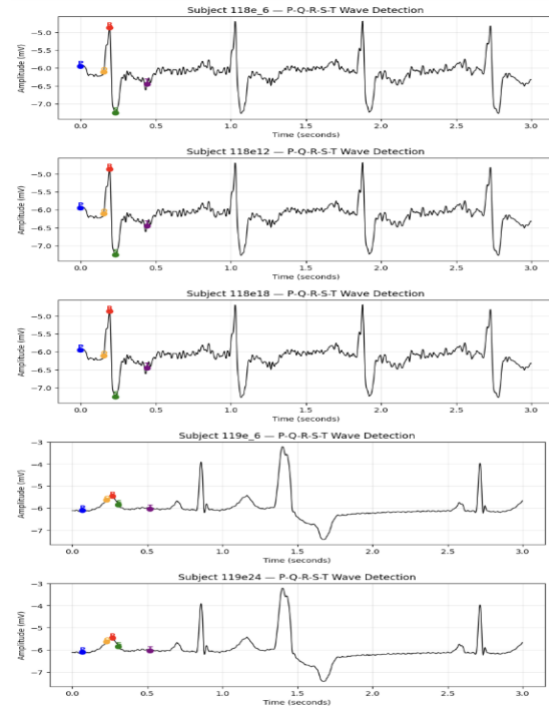 Subject 118e_6 — P-Q-R-S-T Wave Detection
Amplitude (mV)
-5.0
-5.5
-6.0
-6.5
-7.0
0.0 0.5 1.0 1.5 2.0 2.5 3.0
Time (seconds)
Subject 118e12 — P-Q-R-S-T Wave Detection
Amplitude (mV)
-5.0
-5.5
-6.0
-6.5
-7.0
0.0 0.5 1.0 1.5 2.0 2.5 3.0
Time (seconds)
Subject 118e18 — P-Q-R-S-T Wave Detection
Amplitude (mV)
-5.0
-5.5
-6.0
-6.5
-7.0
0.0 0.5 1.0 1.5 2.0 2.5 3.0
Time (seconds)
Subject 119e_6 — P-Q-R-S-T Wave Detection
Amplitude (mV)
-3
-4
-5
-6
-7
0.0 0.5 1.0 1.5 2.0 2.5 3.0
Time (seconds)
Subject 119e24 — P-Q-R-S-T Wave Detection
Amplitude (mV)
-3
-4
-5
-6
-7
0.0 0.5 1.0 1.5 2.0 2.5 3.0
Time (seconds)